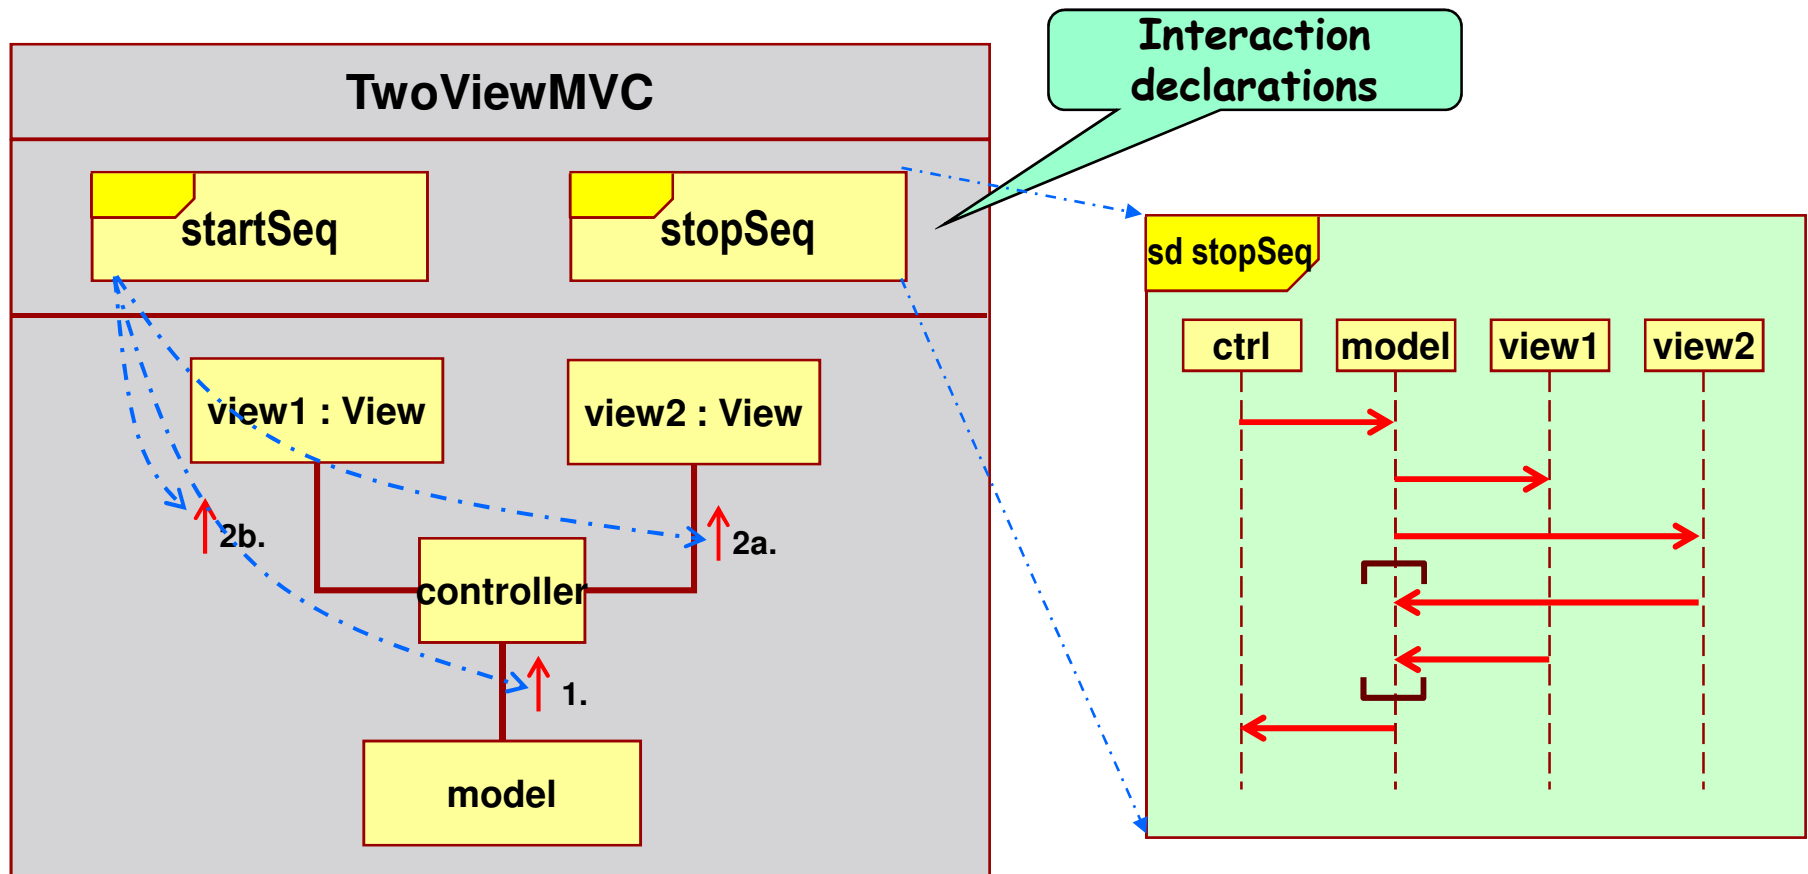 Interaction
declarations
TwoViewMVC
startSeq
stopSeq
sd stopSeq
ctrl
model
view1
view2
view1 : View
view2 : View
2b.
2a.
controller
1.
model